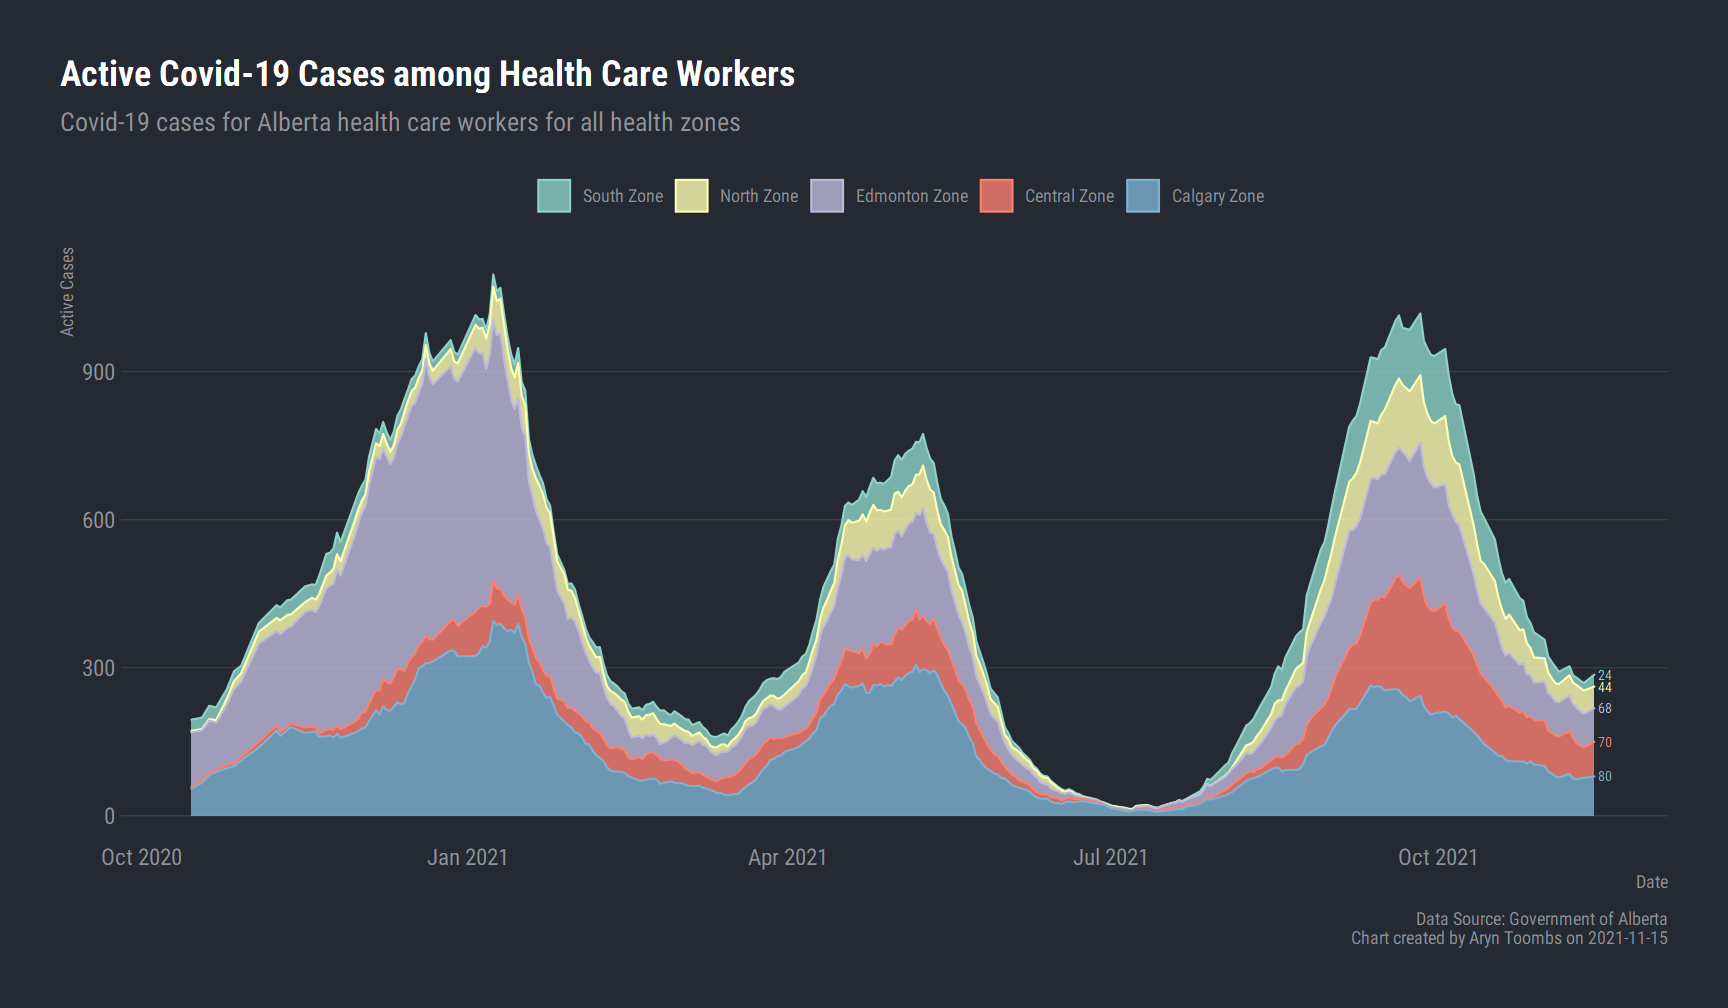 Active Covid-19 Cases among Health Care Workers
Covid-19 cases for Alberta health care workers for all health zones
South Zone North Zone Edmonton Zone Central Zone Calgary Zone
Active Cases
900
600
300
0
24
44
68
70
80
Oct 2020 Jan 2021 Apr 2021 Jul 2021 Oct 2021
Date
Data Source: Government of Alberta
Chart created by Aryn Toombs on 2021-11-15